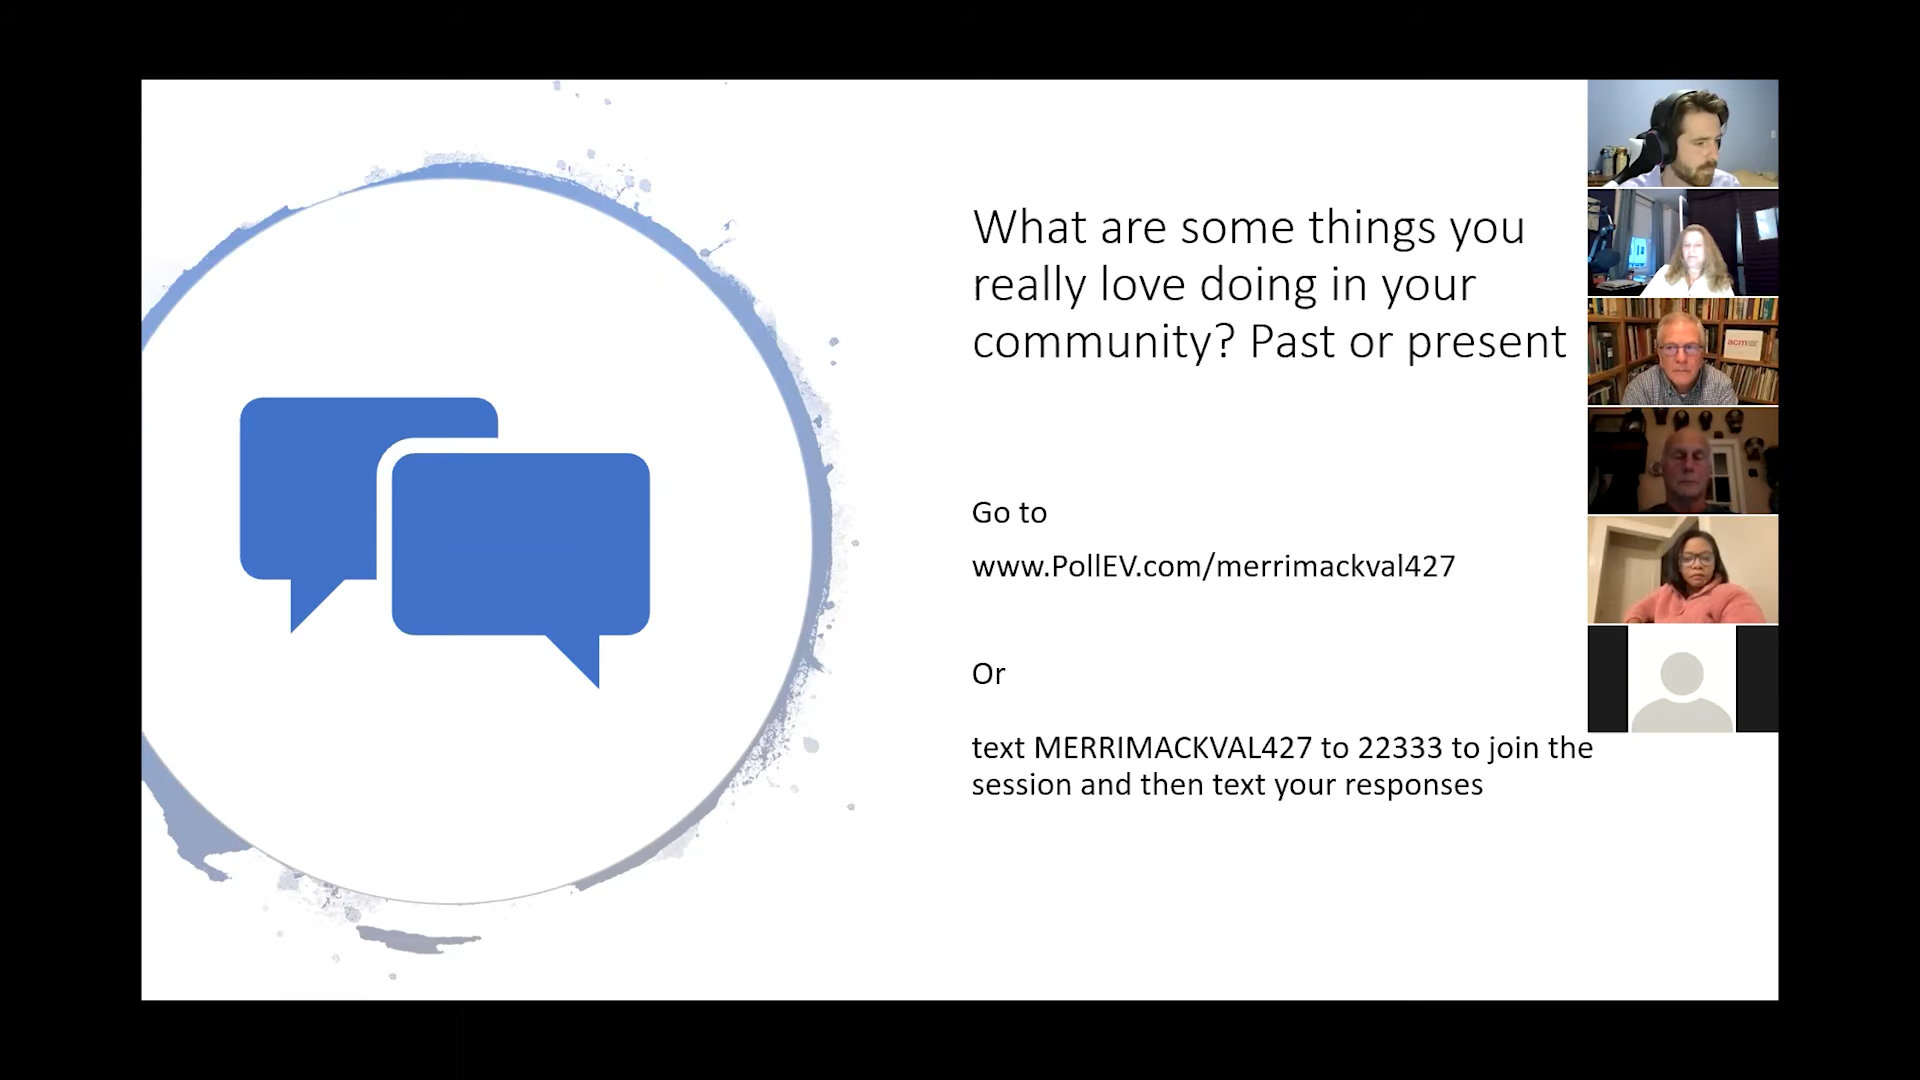 What are some things you
really love doing in your
community? Past or present
Go to
www.PollEV.com/merrimackval427
Or
text MERRIMACKVAL427 to 22333 to join the
session and then text your responses
acm